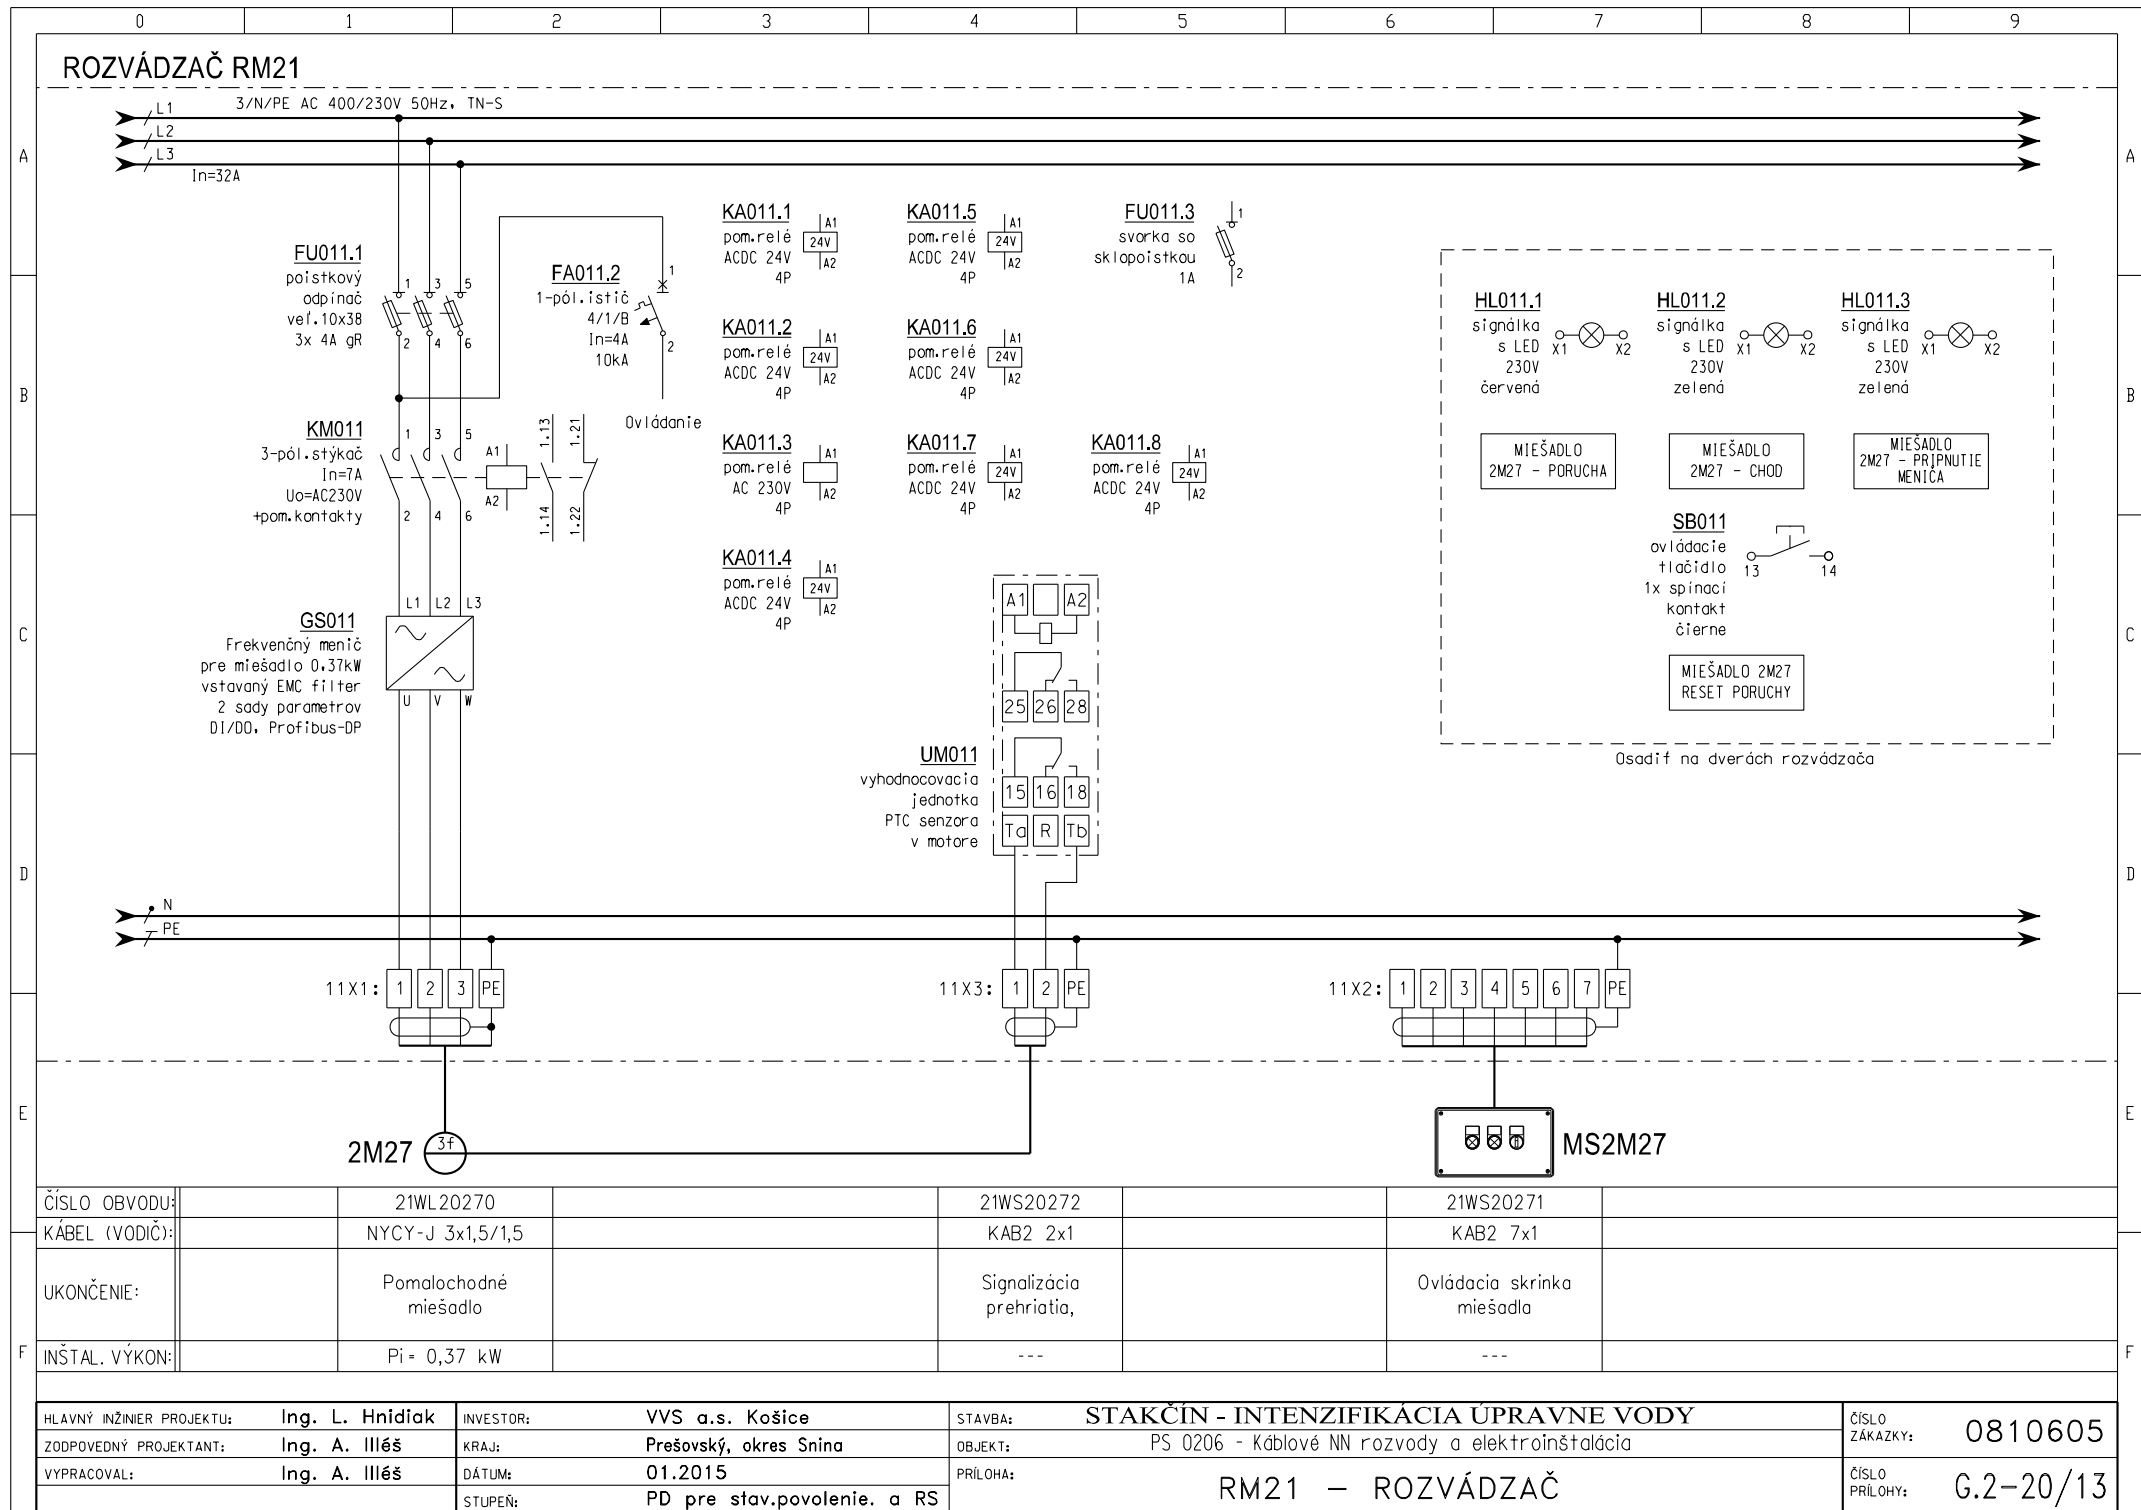 0 1 2 3 4 5 6 7 8 9
ROZVÁDZAČ RM21
L1
3/N/PE AC 400/230V 50Hz, TN-S
L2
L3
In=32A
A A
B B
C C
D D
E E
F F
FU011.1
poistkový
odpínač
veľ.10x38
3x 4A gR
1 3 5
2 4 6
FA011.2
1-pól.istič
4/1/B
In=4A
10kA
1
2
Ovládanie
KM011
3-pól.stýkač
In=7A
Uo=AC230V
+pom.kontakty
1 3 5
2 4 6
A1
A2
1.13 1.21
1.14 1.22
GS011
Frekvenčný menič
pre miešadlo 0.37kW
vstavaný EMC filter
2 sady parametrov
DI/DO, Profibus-DP
L1 L2 L3
U V W
KA011.1
pom.relé
ACDC 24V
4P
A1
24V
A2
KA011.5
pom.relé
ACDC 24V
4P
A1
24V
A2
FU011.3
svorka so
sklopoistkou
1A
1
2
KA011.2
pom.relé
ACDC 24V
4P
A1
24V
A2
KA011.6
pom.relé
ACDC 24V
4P
A1
24V
A2
KA011.3
pom.relé
AC 230V
4P
A1
A2
KA011.7
pom.relé
ACDC 24V
4P
A1
24V
A2
KA011.8
pom.relé
ACDC 24V
4P
A1
24V
A2
KA011.4
pom.relé
ACDC 24V
4P
A1
24V
A2
UM011
vyhodnocovacia
jednotka
PTC senzora
v motore
A1 A2
25 26 28
15 16 18
Ta R Tb
HL011.1
signálka
s LED
230V
červená
X1 X2
HL011.2
signálka
s LED
230V
zelená
X1 X2
HL011.3
signálka
s LED
230V
zelená
X1 X2
MIEŠADLO
2M27 - PORUCHA
MIEŠADLO
2M27 - CHOD
MIEŠADLO
2M27 - PRIPNUTIE
MENIČA
SB011
ovládacie
tlačidlo
1x spínací
kontakt
čierne
13 14
MIEŠADLO 2M27
RESET PORUCHY
Osadiť na dverách rozvádzača
N
PE
11X1: 1 2 3 PE
11X3: 1 2 PE
11X2: 1 2 3 4 5 6 7 PE
2M27
3f
MS2M27
ČÍSLO OBVODU: 21WL20270 21WS20272 21WS20271
KÁBEL (VODIČ): NYCY-J 3x1,5/1,5 KAB2 2x1 KAB2 7x1
UKONČENIE:
Pomalochodné
miešadlo
Signalizácia
prehriatia,
Ovládacia skrinka
miešadla
INŠTAL. VÝKON: Pi= 0,37 kW --- ---
HLAVNÝ INŽINIER PROJEKTU: Ing. L. Hnidiak
ZODPOVEDNÝ PROJEKTANT: Ing. A. Illéš
VYPRACOVAL: Ing. A. Illéš
INVESTOR: VVS a.s. Košice
KRAJ: Prešovský, okres Snina
DÁTUM: 01.2015
STUPEŇ: PD pre stav.povolenie. a RS
STAVBA: STAKČÍN - INTENZIFIKÁCIA ÚPRAVNE VODY
OBJEKT: PS 0206 - Káblové NN rozvody a elektroinštalácia
PRÍLOHA: RM21 – ROZVÁDZAČ
ČÍSLO
ZÁKAZKY: 0810605
ČÍSLO
PRÍLOHY: G.2-20/13